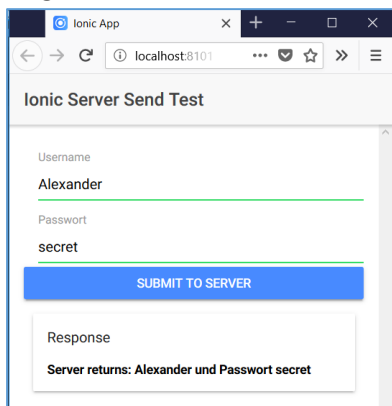 Ionic App
localhost:8101
Ionic Server Send Test
Username
Alexander
Passwort
secret
SUBMIT TO SERVER
Response
Server returns: Alexander und Passwort secret